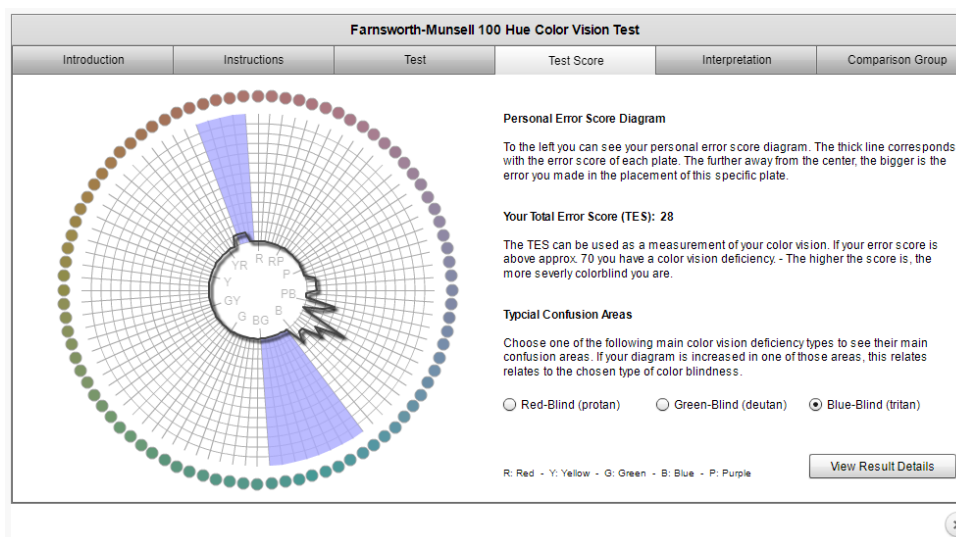 Farnsworth-Munsell 100 Hue Color Vision Test
Introduction
Instructions
Test
Test Score
Interpretation
Comparison Group
R
RP
P
PB
B
BG
G
GY
Y
YR
Personal Error Score Diagram
To the left you can see your personal error score diagram. The thick line corresponds
with the error score of each plate. The further away from the center, the bigger is the
error you made in the placement of this specific plate.
Your Total Error Score (TES): 28
The TES can be used as a measurement of your color vision. If your error score is
above approx. 70 you have a color vision deficiency. - The higher the score is, the
more severly colorblind you are.
Typcial Confusion Areas
Choose one of the following main color vision deficiency types to see their main
confusion areas. If your diagram is increased in one of those areas, this relates
relates to the chosen type of color blindness.
Red-Blind (protan)
Green-Blind (deutan)
Blue-Blind (tritan)
R: Red - Y: Yellow - G: Green - B: Blue - P: Purple
View Result Details